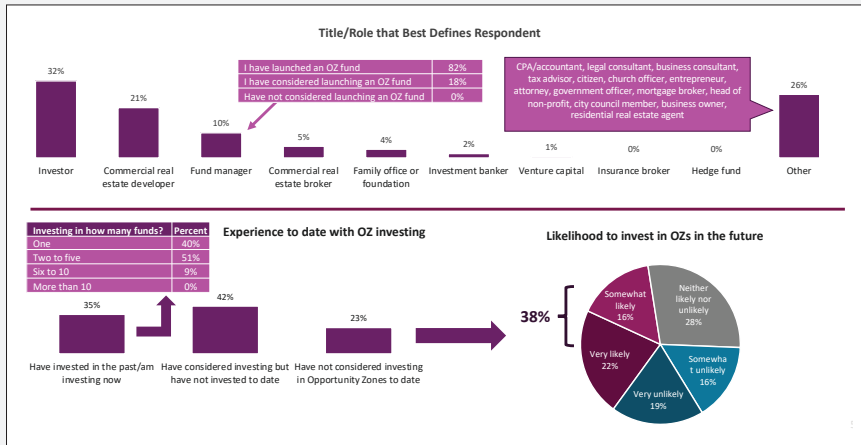 Title/Role that Best Defines Respondent
32%
21%
10%
5%
4%
2%
1%
0%
0%
26%
I have launched an OZ fund 82%
I have considered launching an OZ fund 18%
Have not considered launching an OZ fund 0%
CPA/accountant, legal consultant, business consultant,
tax advisor, citizen, church officer, entrepreneur,
attorney, government officer, mortgage broker, head of
non-profit, city council member, business owner,
residential real estate agent
Investor
Commercial real
estate developer
Fund manager
Commercial real
estate broker
Family office or
foundation
Investment banker
Venture capital
Insurance broker
Hedge fund
Other
Investing in how many funds? Percent
One 40%
Two to five 51%
Six to 10 9%
More than 10 0%
Experience to date with OZ investing
35%
42%
23%
Have invested in the past/am
investing now
Have considered investing but
have not invested to date
Have not considered investing
in Opportunity Zones to date
Likelihood to invest in OZs in the future
38%
Somewhat
likely
16%
Neither
likely nor
unlikely
28%
Very likely
22%
Somewha
t unlikely
16%
Very unlikely
19%